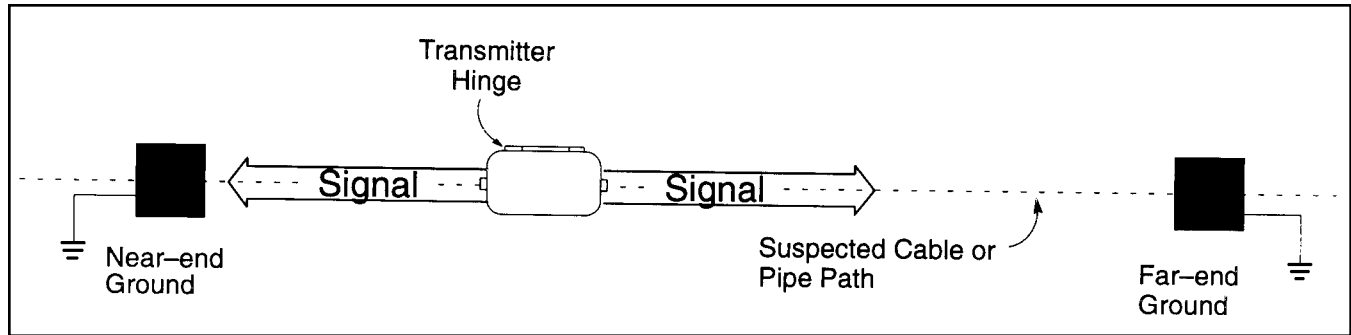 Transmitter
Hinge
Signal
Signal
Near–end
Ground
Suspected Cable or
Pipe Path
Far–end
Ground